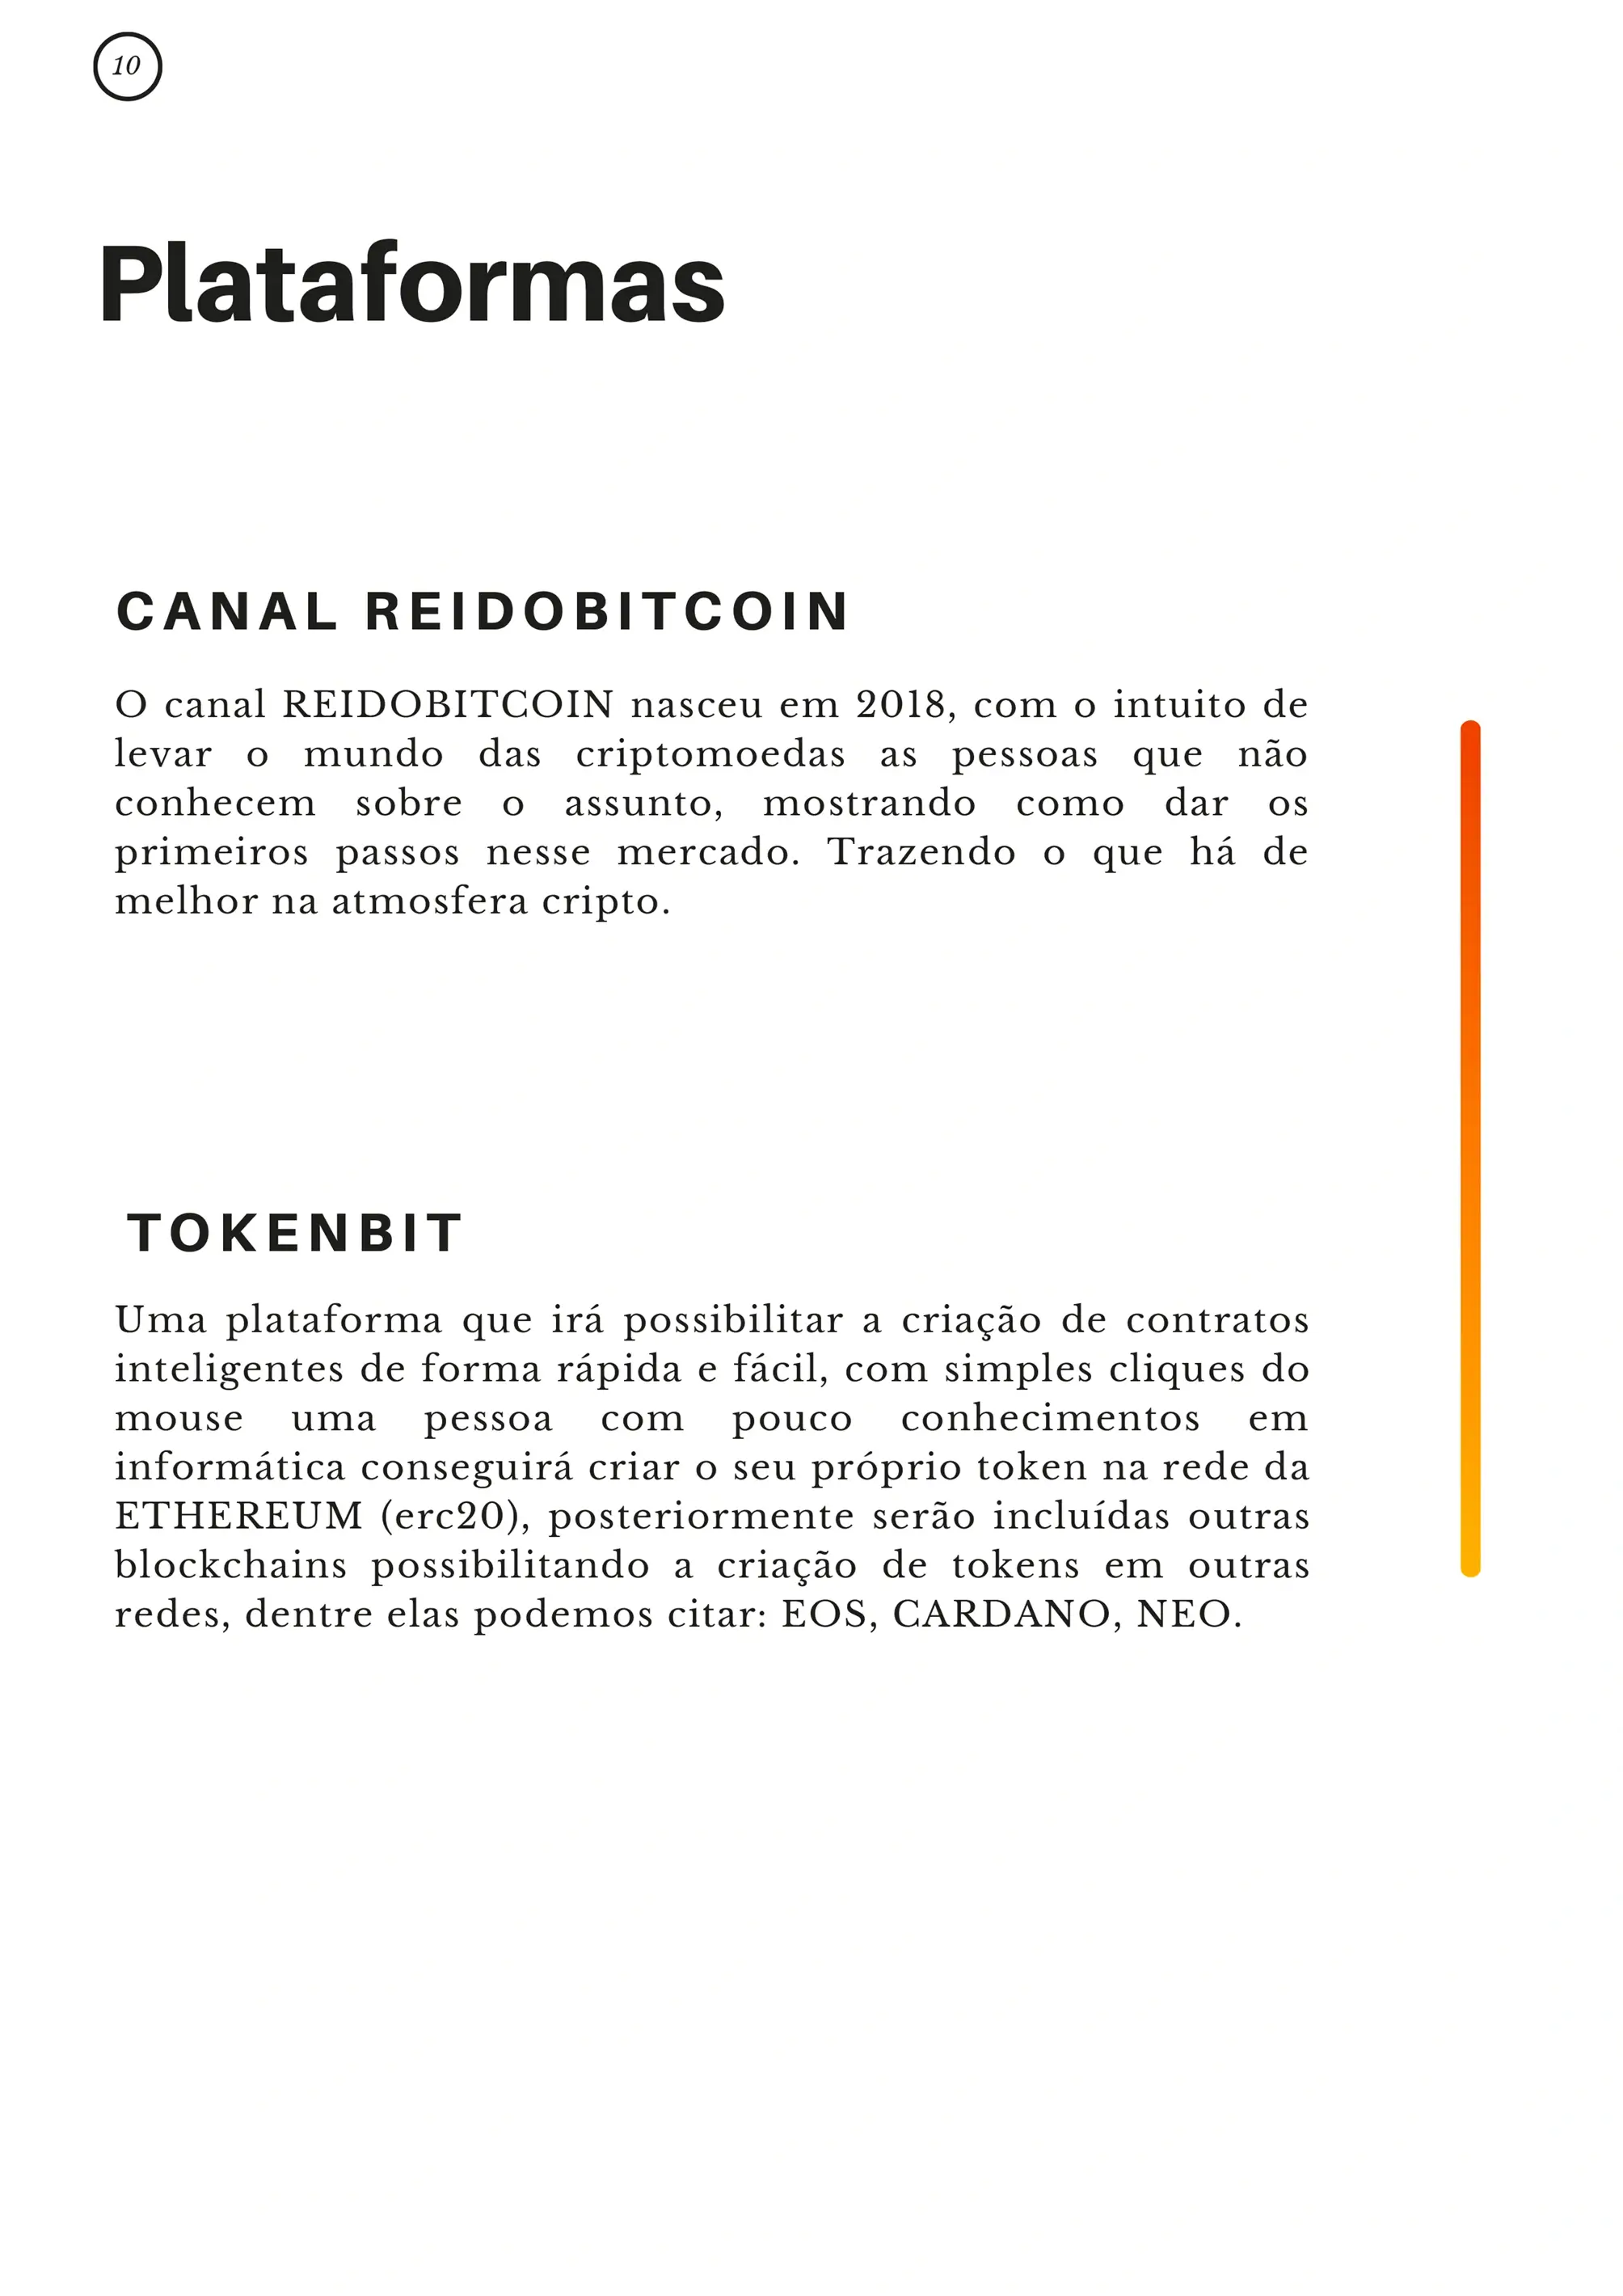 10
Plataformas
CANAL REIDOBITCOIN
O canal REIDOBITCOIN nasceu em 2018, com o intuito de
levar o mundo das criptomoedas as pessoas que não
conhecem sobre o assunto, mostrando como dar os
primeiros passos nesse mercado. Trazendo o que há de
melhor na atmosfera cripto.
TOKENBIT
Uma plataforma que irá possibilitar a criação de contratos
inteligentes de forma rápida e fácil, com simples cliques do
mouse uma pessoa com pouco conhecimentos em
informática conseguirá criar o seu próprio token na rede da
ETHEREUM (erc20), posteriormente serão incluídas outras
blockchains possibilitando a criação de tokens em outras
redes, dentre elas podemos citar: EOS, CARDANO, NEO.